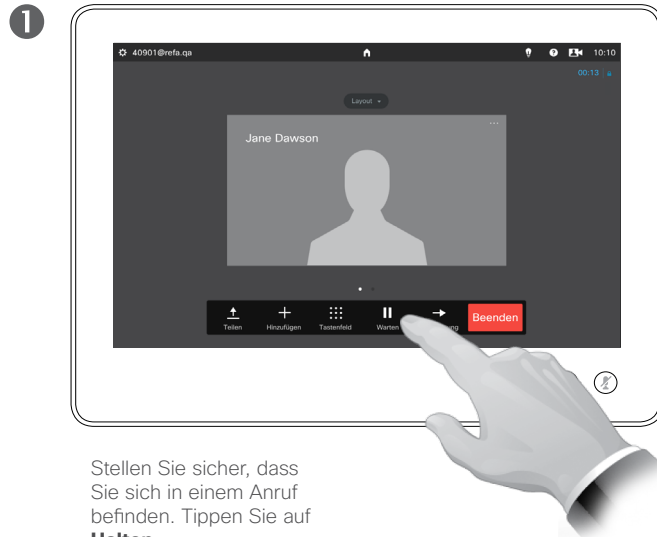 1
40901@refa.qa
10:10
00:13
Layout
Jane Dawson
Teilen Hinzufügen Tastenfeld Warten
Beenden
Stellen Sie sicher, dass
Sie sich in einem Anruf
befinden. Tippen Sie auf